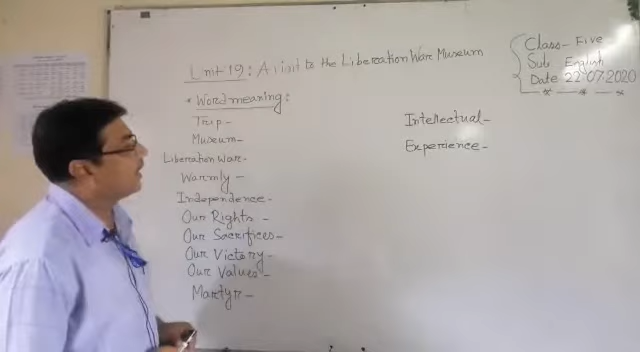 Unit 19: A visit to the Liberation War Museum
Class- Five
Sub. English
Date 22-07-2020
* Word meaning:
Trip-
Museum-
Liberation War-
Warmly-
Independence-
Our Rights-
Our Sacrifices-
Our Victory-
Our Values-
Martyr-
Intellectual-
Experience-